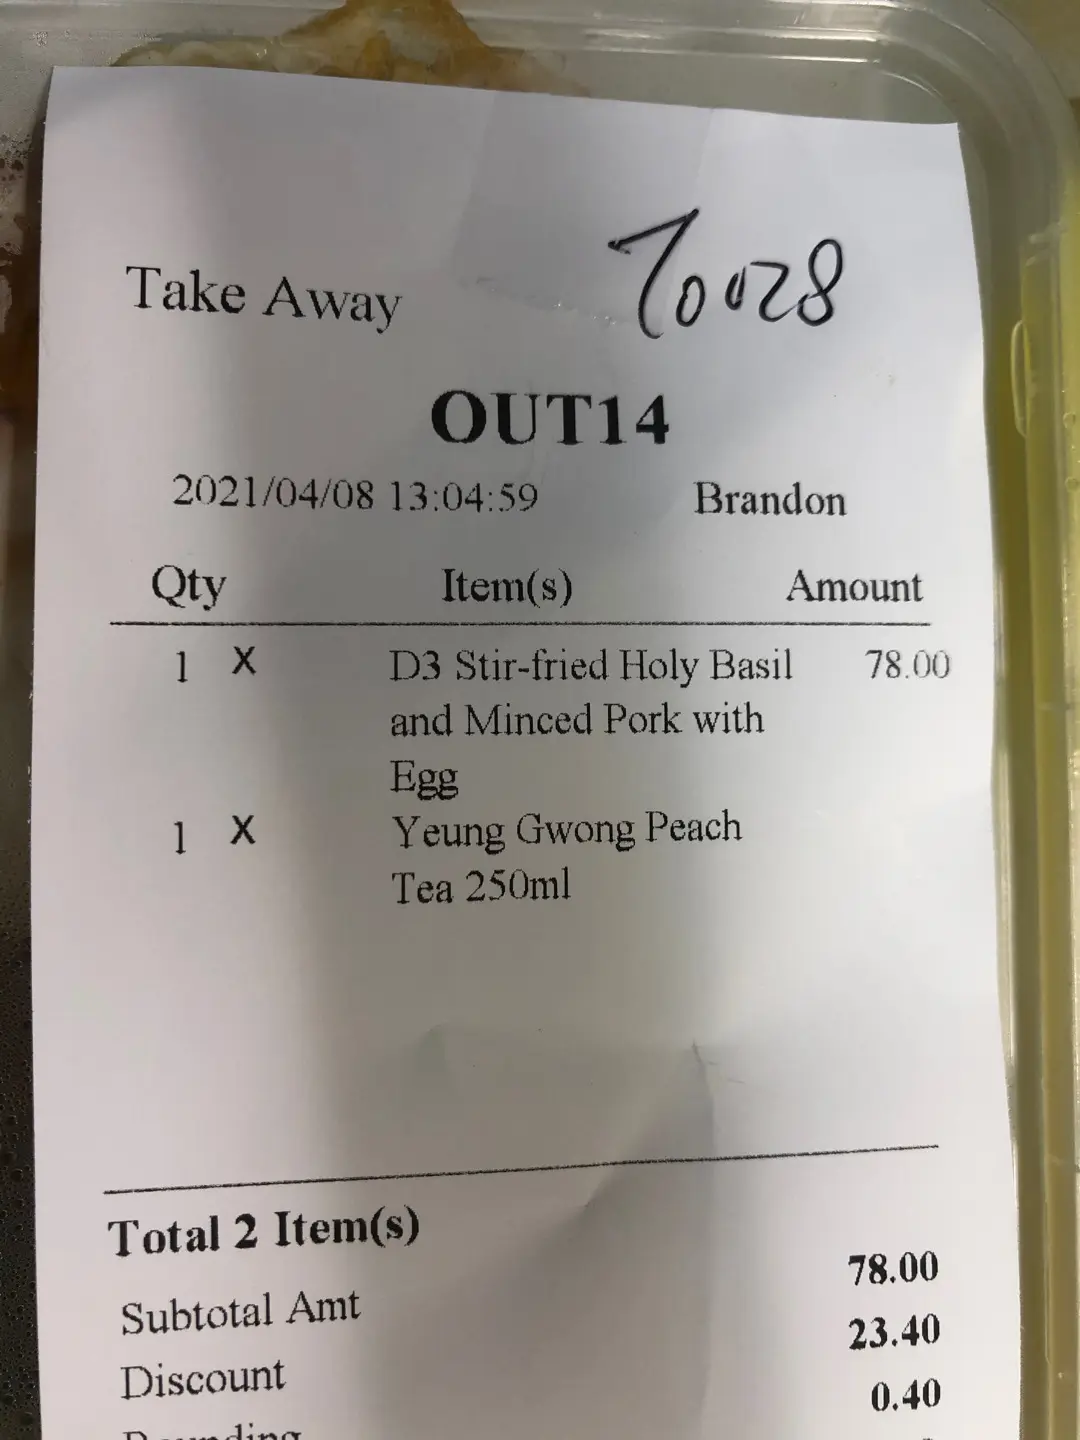 Take Away
70028
OUT14
2021/04/08 13:04:59 Brandon
Qty Item(s) Amount
1 X D3 Stir-fried Holy Basil 78.00
and Minced Pork with
Egg
1 X Yeung Gwong Peach
Tea 250ml
Total 2 Item(s)
Subtotal Amt 78.00
Discount 23.40
Rounding 0.40